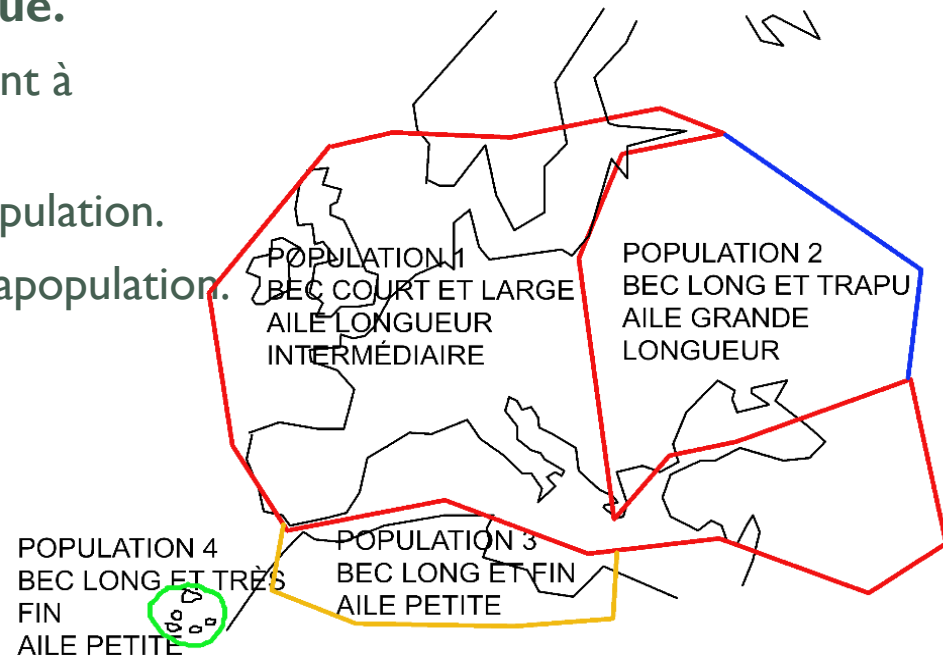 ue.
nt à
pulation.
apopulation.
POPULATION 1
BEC COURT ET LARGE
AILE LONGUEUR
INTERMÉDIAIRE
POPULATION 2
BEC LONG ET TRAPU
AILE GRANDE
LONGUEUR
POPULATION 3
BEC LONG ET FIN
AILE PETITE
POPULATION 4
BEC LONG ET TRÈS
FIN
AILE PETITE